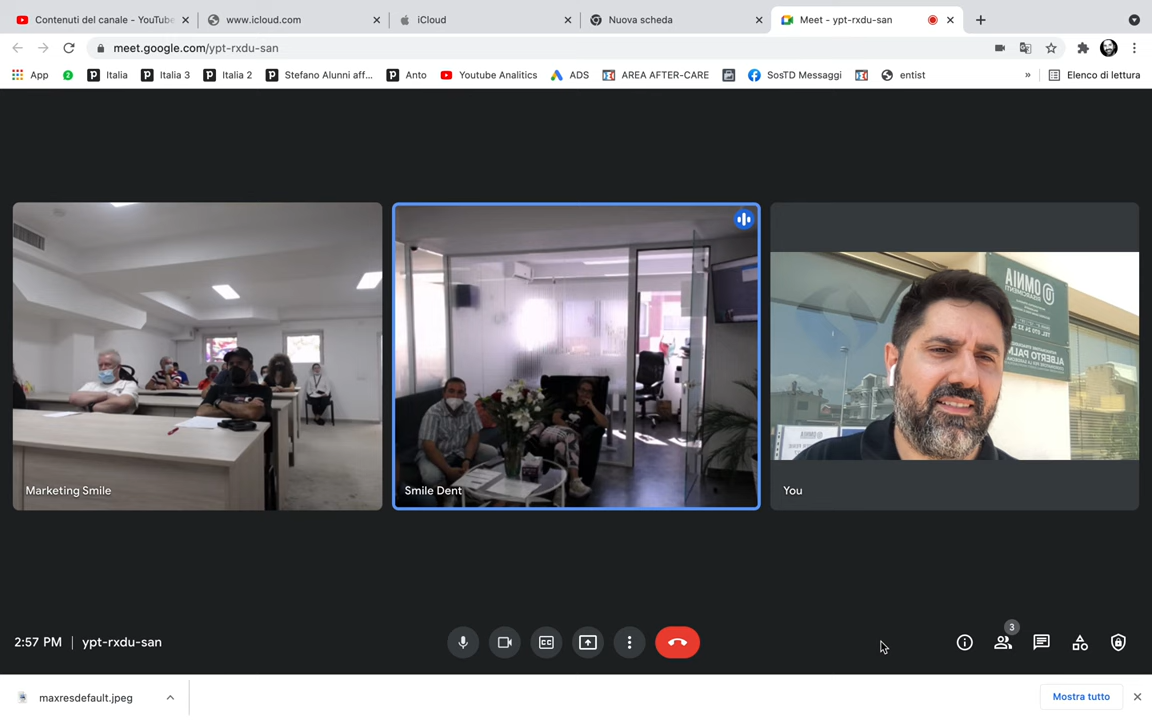 Contenuti del canale - YouTube
www.icloud.com
iCloud
Nuova scheda
Meet - ypt-rxdu-san
meet.google.com/ypt-rxdu-san
App
2
Italia
Italia 3
Italia 2
Stefano Alunni aff...
Anto
Youtube Analitics
ADS
AREA AFTER-CARE
SosTD Messaggi
entist
»
Elenco di lettura
OMNIA
ALBERTO PALM
Marketing Smile
Smile Dent
You
2:57 PM | ypt-rxdu-san
3
maxresdefault.jpeg
Mostra tutto